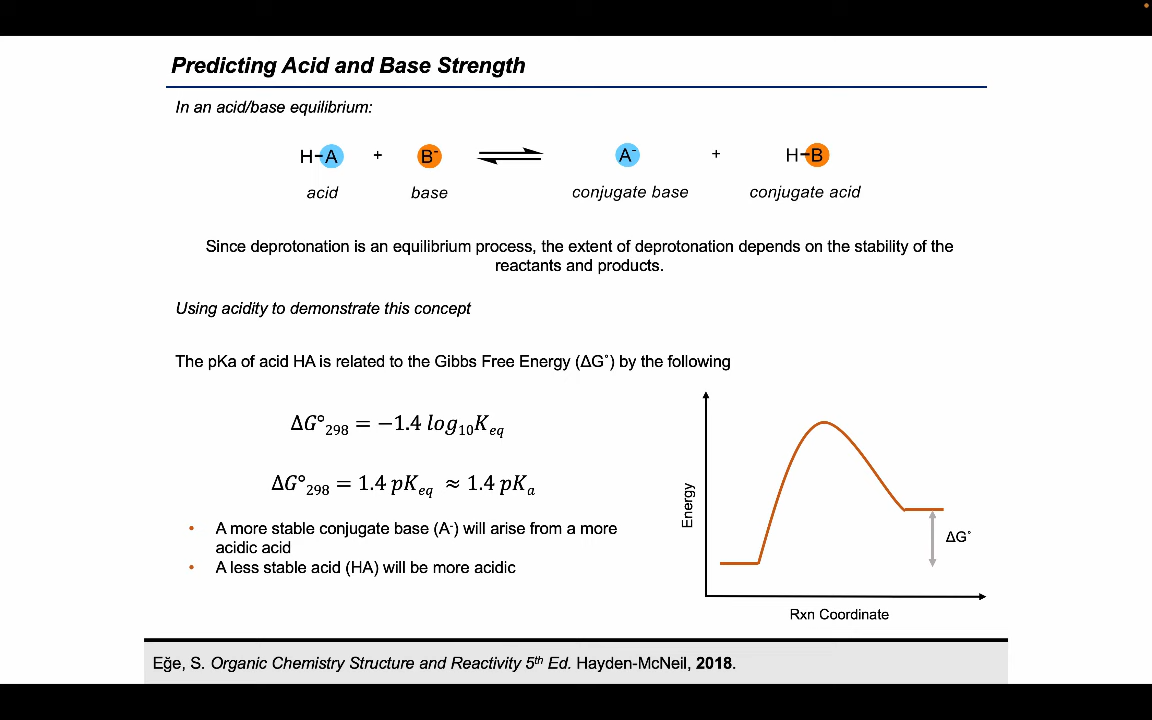 Predicting Acid and Base Strength
In an acid/base equilibrium:
H-A + B⁻ ⇌ A⁻ + H-B
acid base conjugate base conjugate acid
Since deprotonation is an equilibrium process, the extent of deprotonation depends on the stability of the
reactants and products.
Using acidity to demonstrate this concept
The pKa of acid HA is related to the Gibbs Free Energy (ΔG˚) by the following
ΔG°₂₉₈ = −1.4 log₁₀K_eq
ΔG°₂₉₈ = 1.4 pK_eq ≈ 1.4 pK_a
• A more stable conjugate base (A⁻) will arise from a more
acidic acid
• A less stable acid (HA) will be more acidic
Energy
ΔG˚
Rxn Coordinate
Eğe, S. Organic Chemistry Structure and Reactivity 5th Ed. Hayden-McNeil, 2018.